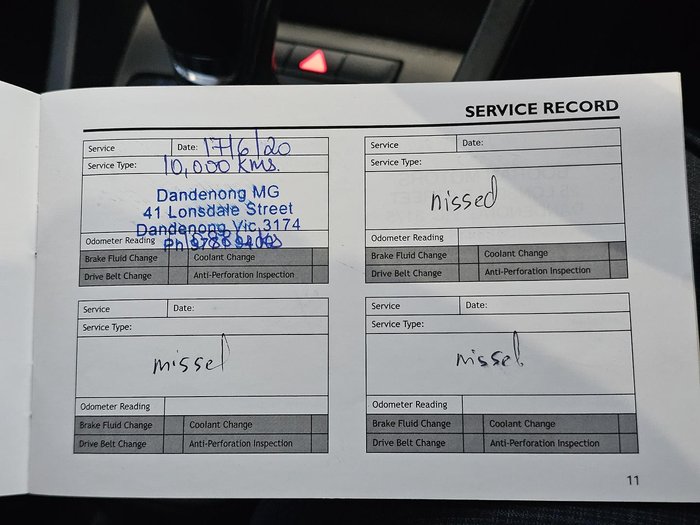 SERVICE RECORD
Service Date: 17/6/20
Service Type: 10,000 kms.
Dandenong MG
41 Lonsdale Street
Dandenong Vic 3174
Odometer Reading
Ph
Brake Fluid Change Coolant Change
Drive Belt Change Anti-Perforation Inspection
Service Date:
Service Type:
nissed
Odometer Reading
Brake Fluid Change Coolant Change
Drive Belt Change Anti-Perforation Inspection
Service Date:
Service Type:
missed
Odometer Reading
Brake Fluid Change Coolant Change
Drive Belt Change Anti-Perforation Inspection
Service Date:
Service Type:
missed
Odometer Reading
Brake Fluid Change Coolant Change
Drive Belt Change Anti-Perforation Inspection
11